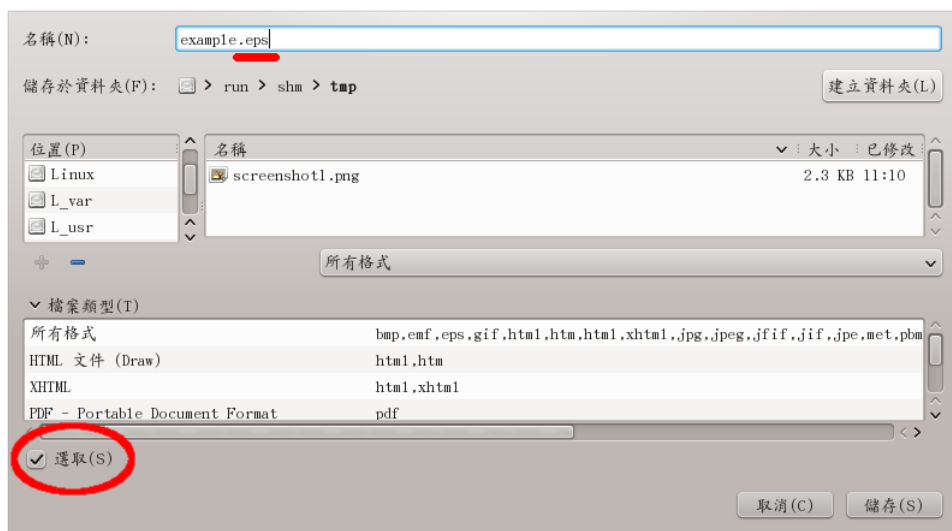 名稱(N): example.eps
儲存於資料夾(F): > run > shm > tmp 建立資料夾(L)
位置(P) 名稱 大小 已修改
Linux screenshot1.png 2.3 KB 11:10
L_var
L_usr
所有格式
檔案類型(T)
所有格式 bmp,emf,eps,gif,html,htm,html,xhtml,jpg,jpeg,jfif,jif,jpe,met,pbm
HTML 文件 (Draw) html,htm
XHTML html,xhtml
PDF - Portable Document Format pdf
選取(S)
取消(C) 儲存(S)